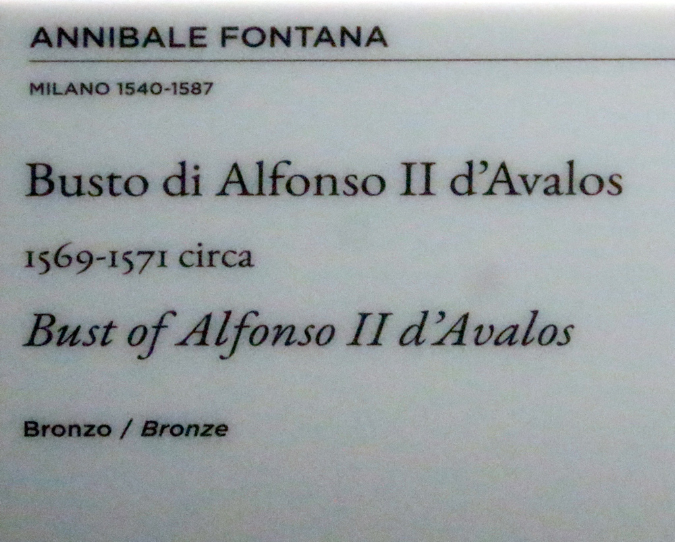 ANNIBALE FONTANA
MILANO 1540-1587
Busto di Alfonso II d'Avalos
1569-1571 circa
Bust of Alfonso II d'Avalos
Bronzo / Bronze